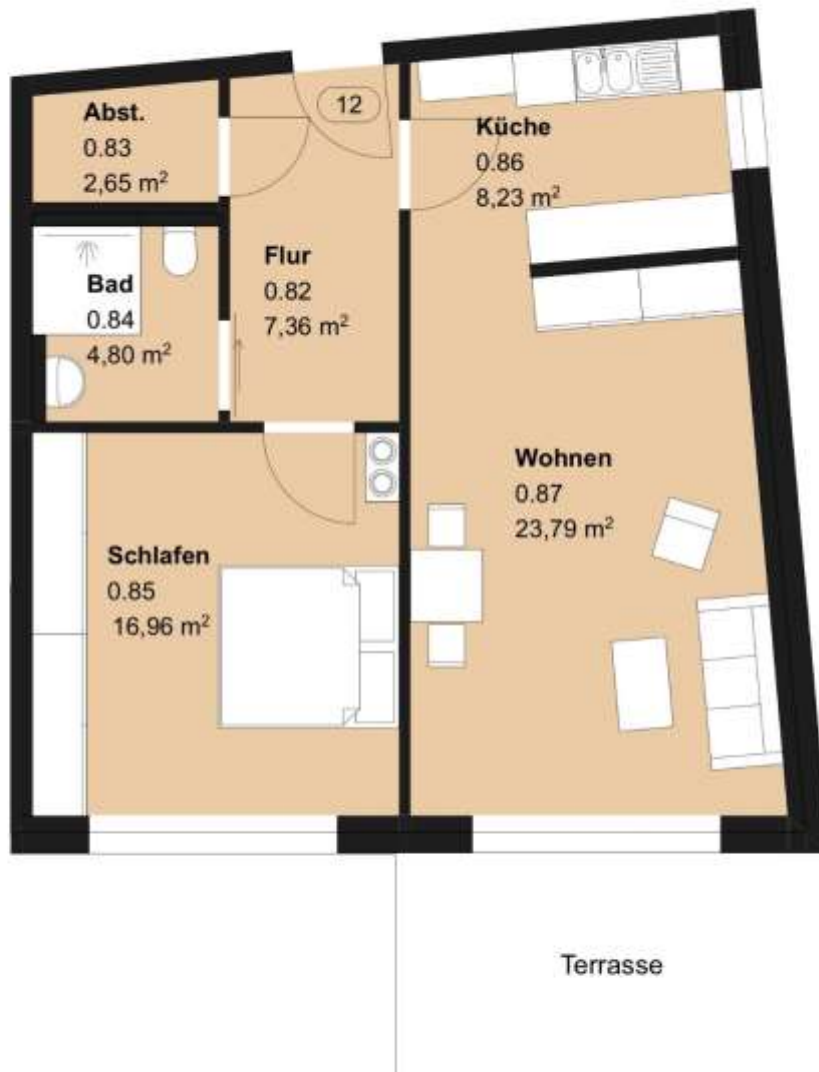 12
Abst.
0.83
2,65 m²
Küche
0.86
8,23 m²
Flur
0.82
7,36 m²
Bad
0.84
4,80 m²
Wohnen
0.87
23,79 m²
Schlafen
0.85
16,96 m²
Terrasse